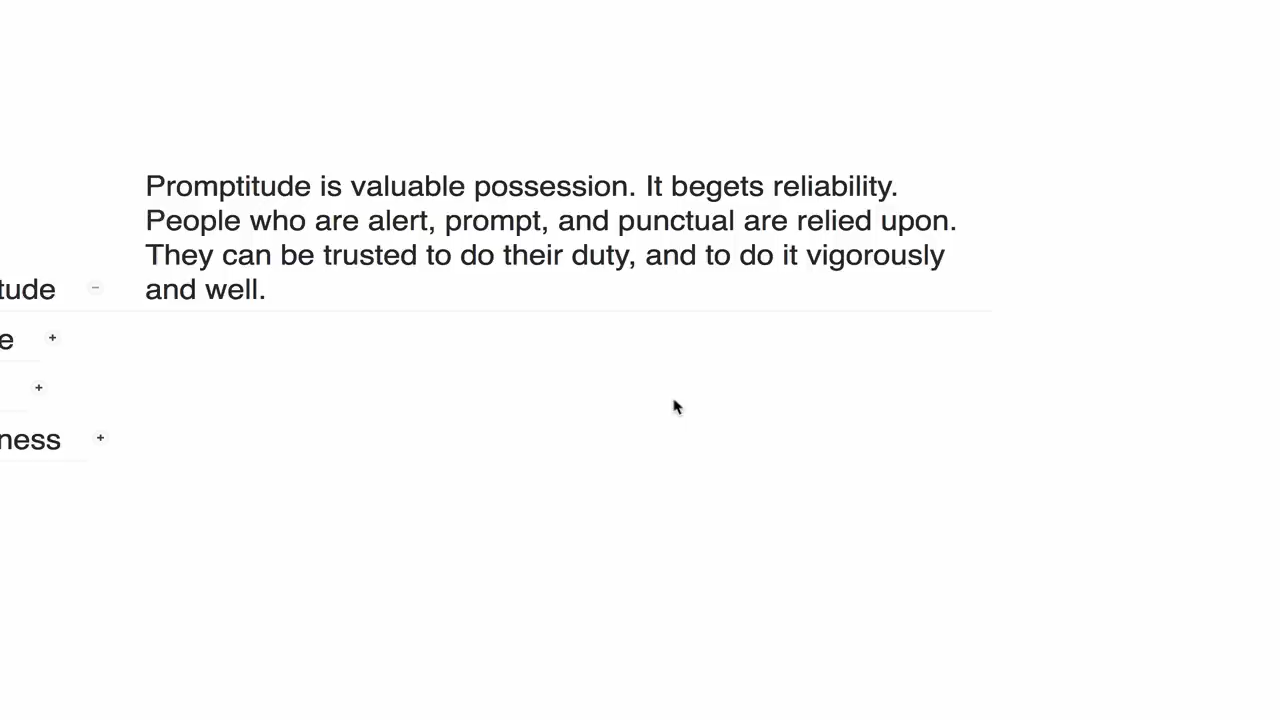 Promptitude is valuable possession. It begets reliability.
People who are alert, prompt, and punctual are relied upon.
They can be trusted to do their duty, and to do it vigorously
tude − and well.
e +
+
ness +